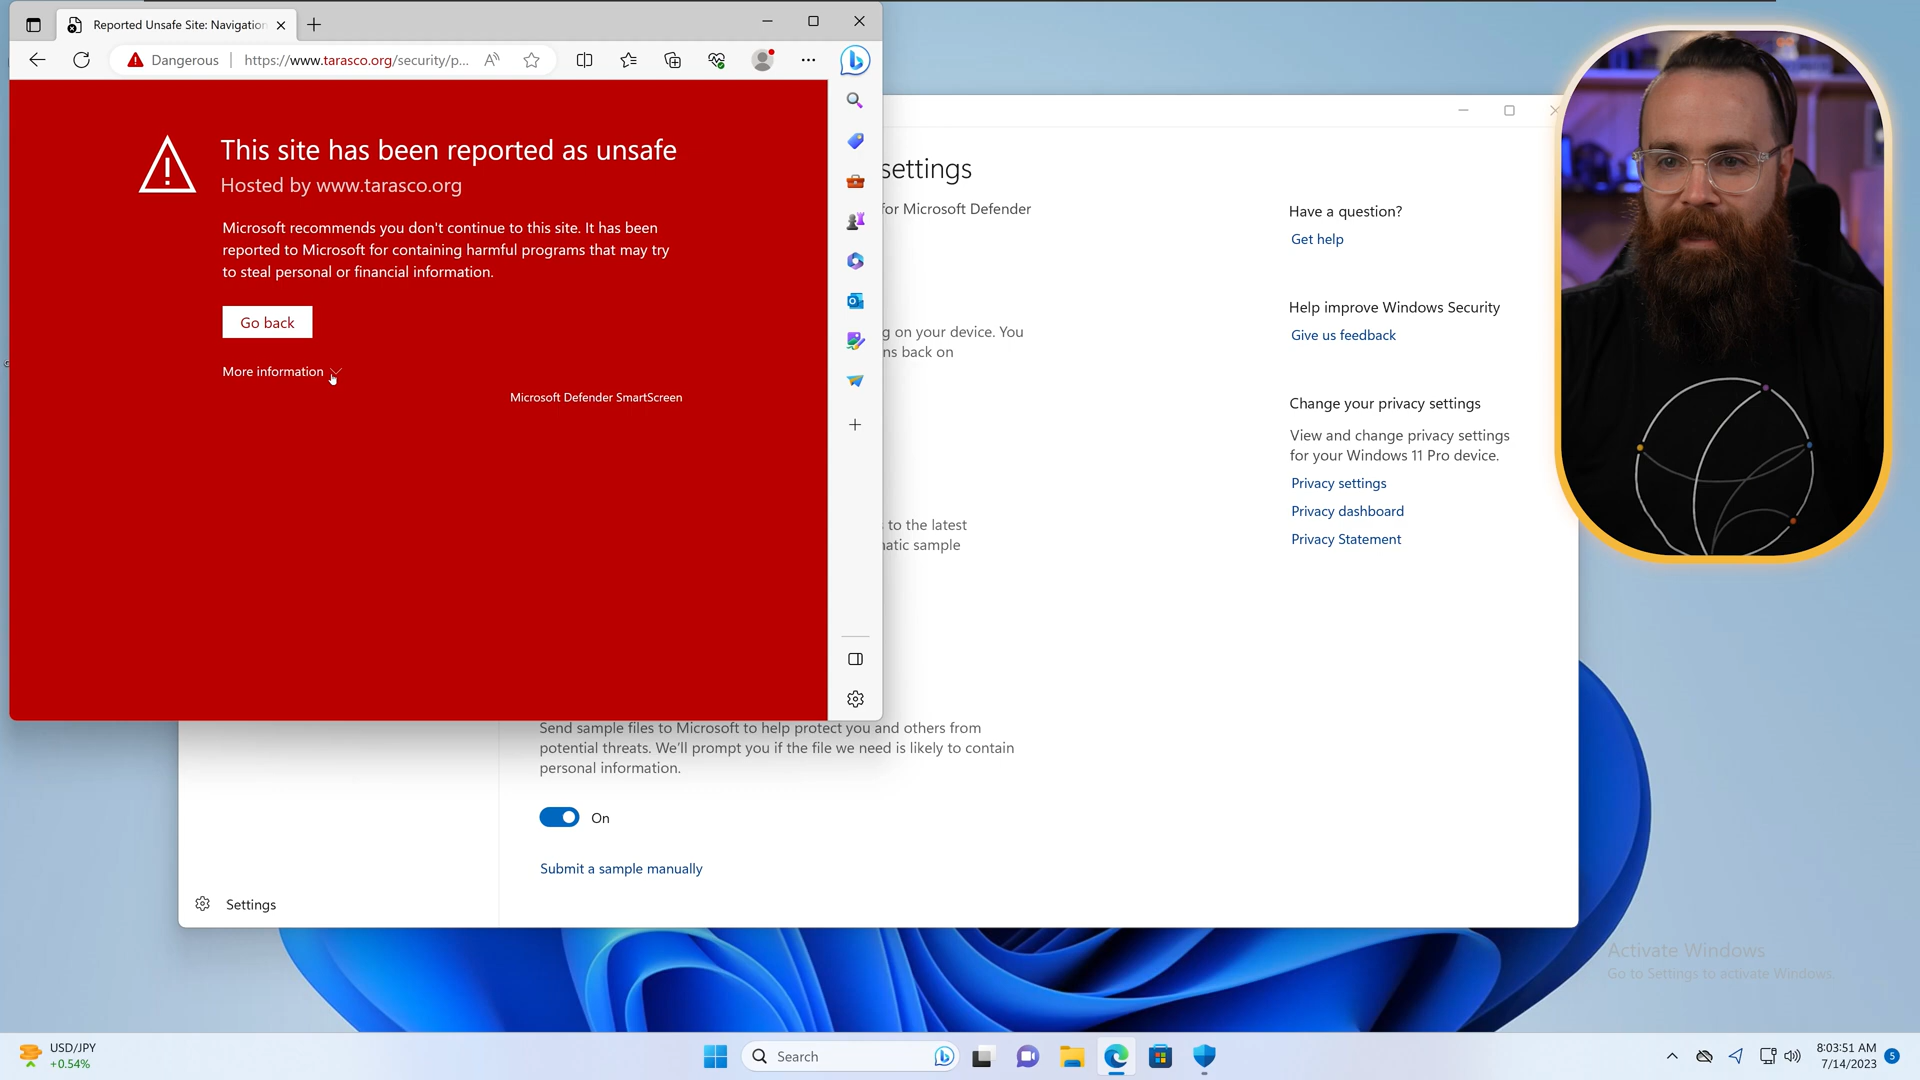 Reported Unsafe Site: Navigation
Dangerous
https://www.tarasco.org/security/p...
This site has been reported as unsafe
Hosted by www.tarasco.org
Microsoft recommends you don't continue to this site. It has been
reported to Microsoft for containing harmful programs that may try
to steal personal or financial information.
Go back
More information
Microsoft Defender SmartScreen
settings
for Microsoft Defender
g on your device. You
ns back on
to the latest
natic sample
Send sample files to Microsoft to help protect you and others from
potential threats. We'll prompt you if the file we need is likely to contain
personal information.
On
Submit a sample manually
Settings
Have a question?
Get help
Help improve Windows Security
Give us feedback
Change your privacy settings
View and change privacy settings
for your Windows 11 Pro device.
Privacy settings
Privacy dashboard
Privacy Statement
Activate Windows
Go to Settings to activate Windows.
USD/JPY
+0.54%
Search
8:03:51 AM
7/14/2023
5